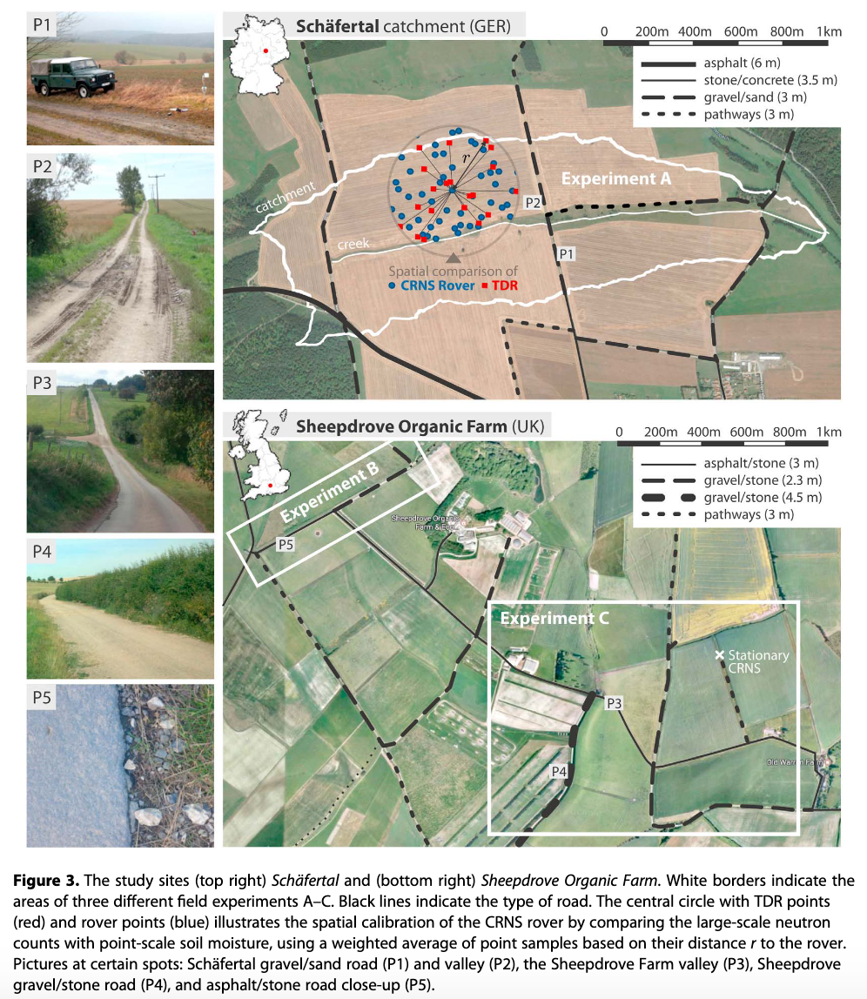 P1
P2
P3
P4
P5
Schäfertal catchment (GER)
0 200m 400m 600m 800m 1km
asphalt (6 m)
stone/concrete (3.5 m)
gravel/sand (3 m)
pathways (3 m)
r
Experiment A
catchment
P2
creek
P1
Spatial comparison of
CRNS Rover TDR
Sheepdrove Organic Farm (UK)
0 200m 400m 600m 800m 1km
asphalt/stone (3 m)
gravel/stone (2.3 m)
gravel/stone (4.5 m)
pathways (3 m)
Experiment B
Sheepdrove Organic
Farm & Eco...
P5
Experiment C
Stationary
CRNS
P3
P4
Old Warren Farm
Figure 3. The study sites (top right) Schäfertal and (bottom right) Sheepdrove Organic Farm. White borders indicate the
areas of three different field experiments A–C. Black lines indicate the type of road. The central circle with TDR points
(red) and rover points (blue) illustrates the spatial calibration of the CRNS rover by comparing the large-scale neutron
counts with point-scale soil moisture, using a weighted average of point samples based on their distance r to the rover.
Pictures at certain spots: Schäfertal gravel/sand road (P1) and valley (P2), the Sheepdrove Farm valley (P3), Sheepdrove
gravel/stone road (P4), and asphalt/stone road close-up (P5).